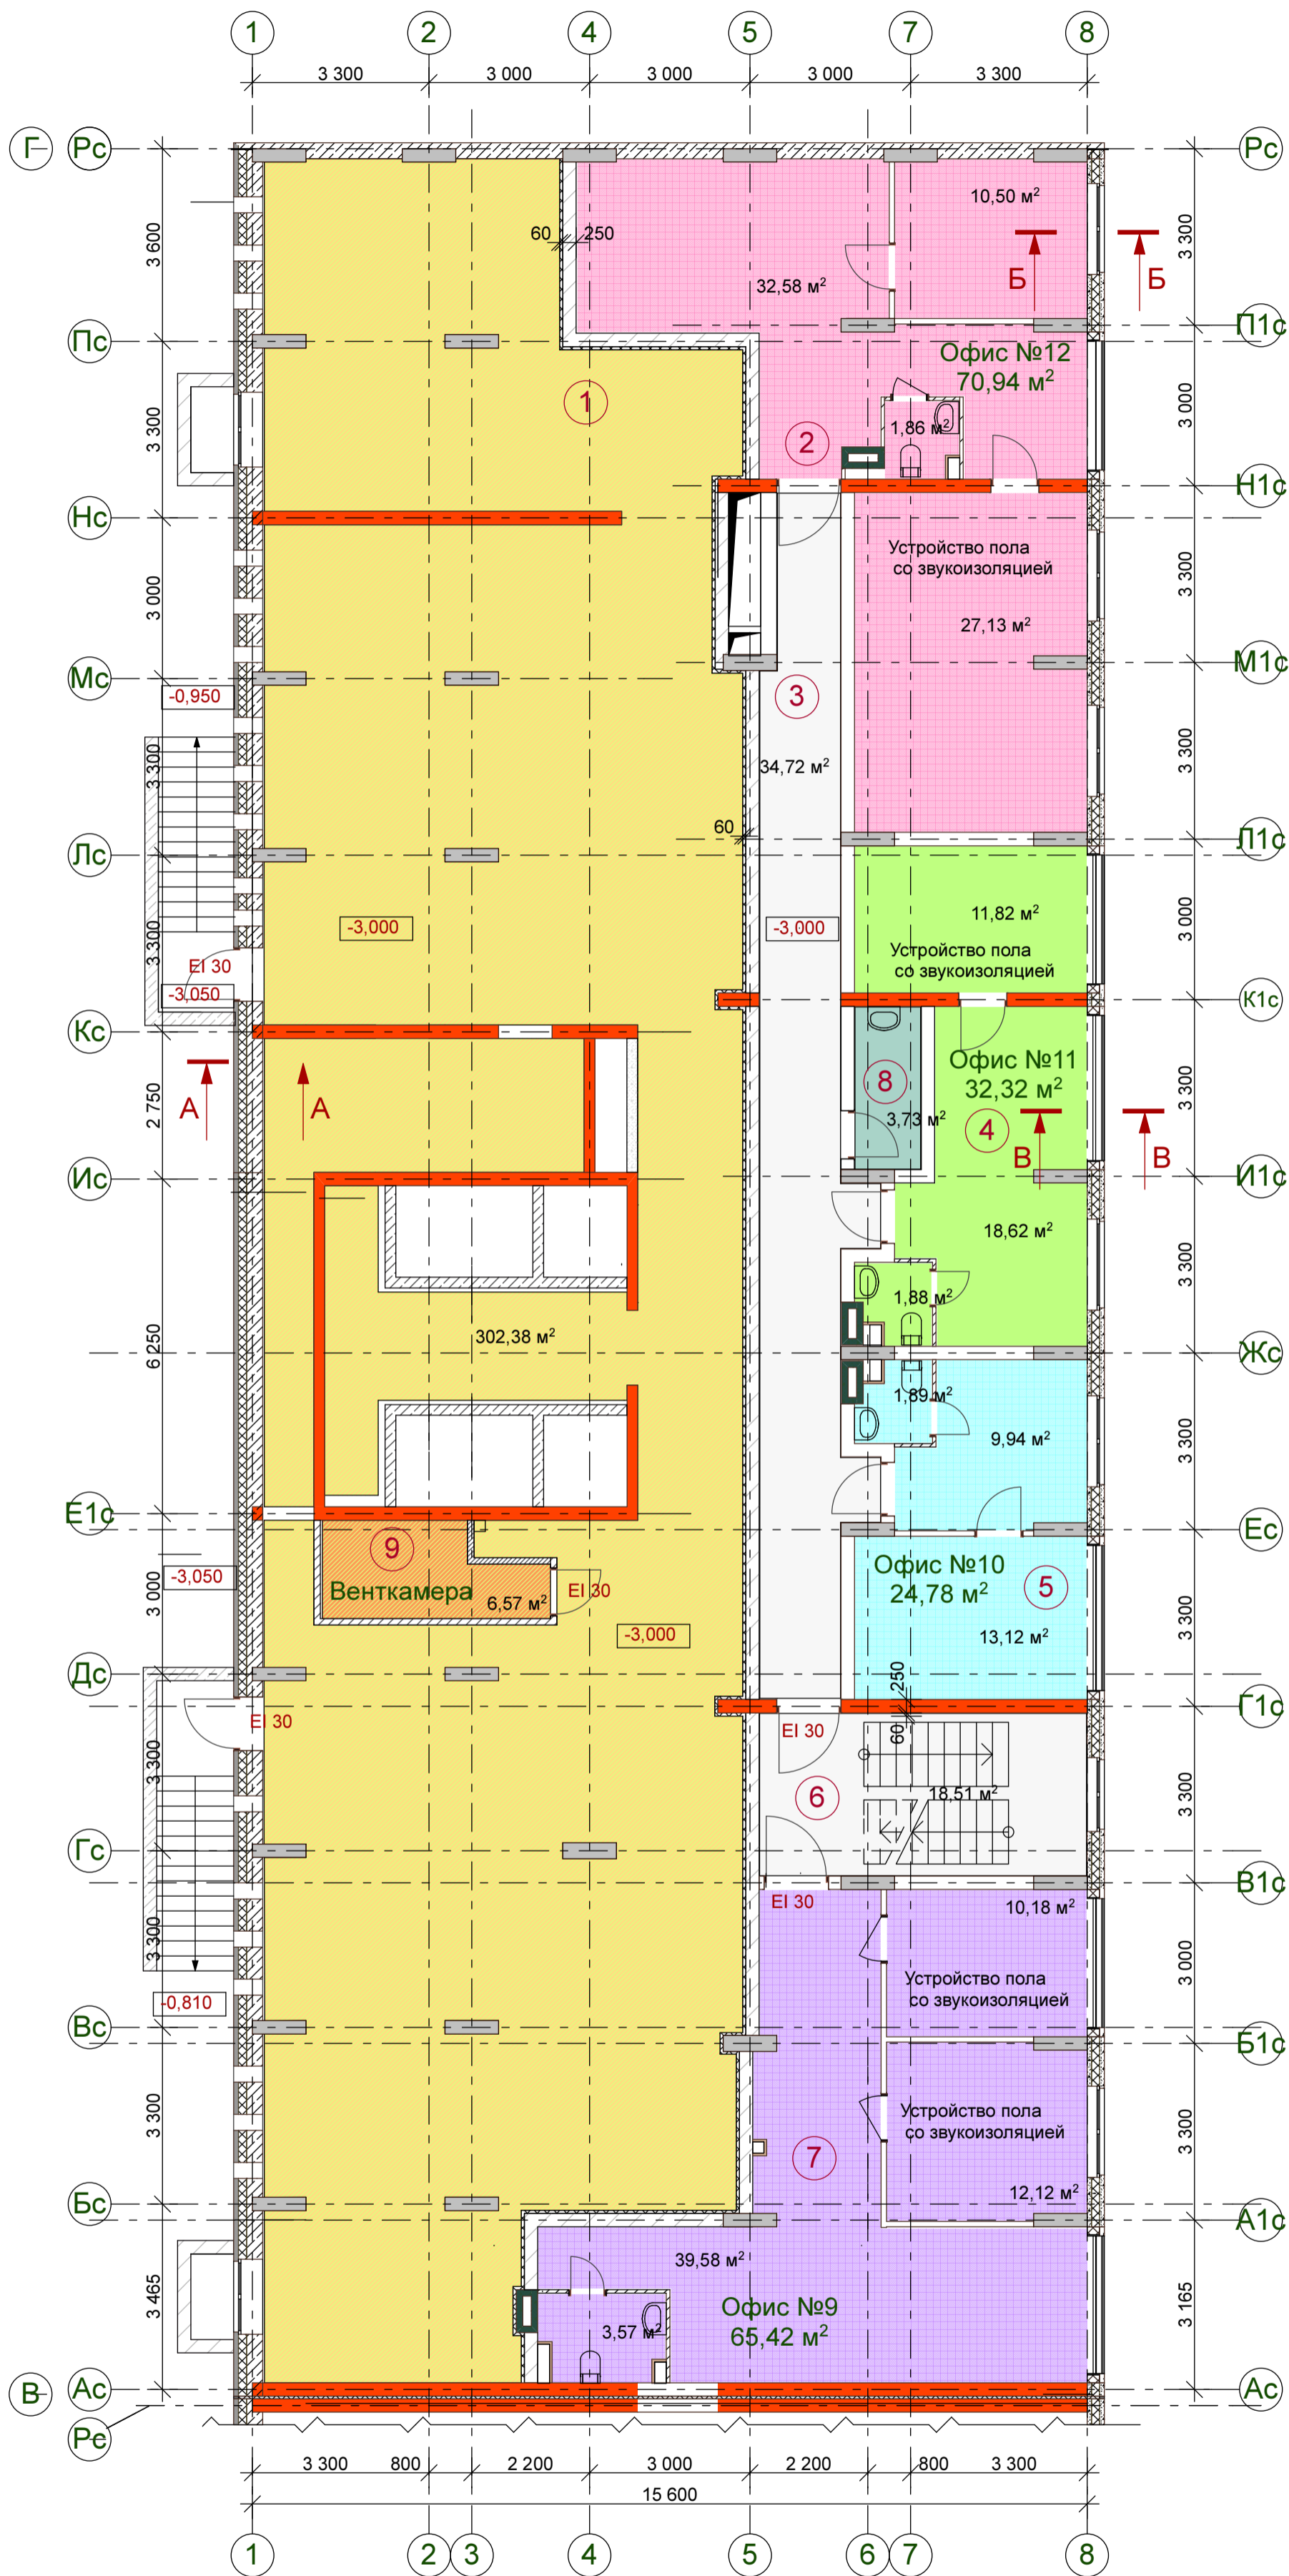 1 2 4 5 7 8
3 300 3 000 3 000 3 000 3 300
Г Рс Рс
10,50 м²
3 600 60 250 3 300
Б Б
32,58 м²
Пс П1с
Офис №12
70,94 м²
1
3 300 3 000
1,86 м²
2
Н1с
Нс
Устройство пола
со звукоизоляцией
3 000 3 300
27,13 м²
Мс М1с
-0,950
3
3 300 34,72 м² 3 300
60
Лс Л1с
11,82 м²
-3,000 -3,000
3 300 3 000
Устройство пола
со звукоизоляцией
EI 30
-3,050
К1с
Кс
Офис №11
32,32 м²
8
2 750 3 300
А А
3,73 м²
4
В В
Ис И1с
18,62 м²
3 300
1,88 м²
302,38 м²
6 250
Жс
1,89 м²
9,94 м²
3 300
Е1с Ес
9
Офис №10
24,78 м²
5
-3,050
Венткамера
EI 30
6,57 м²
3 000 3 300
-3,000
13,12 м²
Дс
250
Г1с
EI 30 EI 30
60
3 300
6
18,51 м²
3 300
Гс
В1с
EI 30
10,18 м²
3 300
Устройство пола
со звукоизоляцией
3 000
-0,810
Вс Б1с
3 300
Устройство пола
со звукоизоляцией
3 300
7
12,12 м²
Бс А1с
39,58 м²
3 465 3 165
Офис №9
65,42 м²
3,57 м²
В Ас Ас
Рс
3 300 800 2 200 3 000 2 200 800 3 300
15 600
1 2 3 4 5 6 7 8